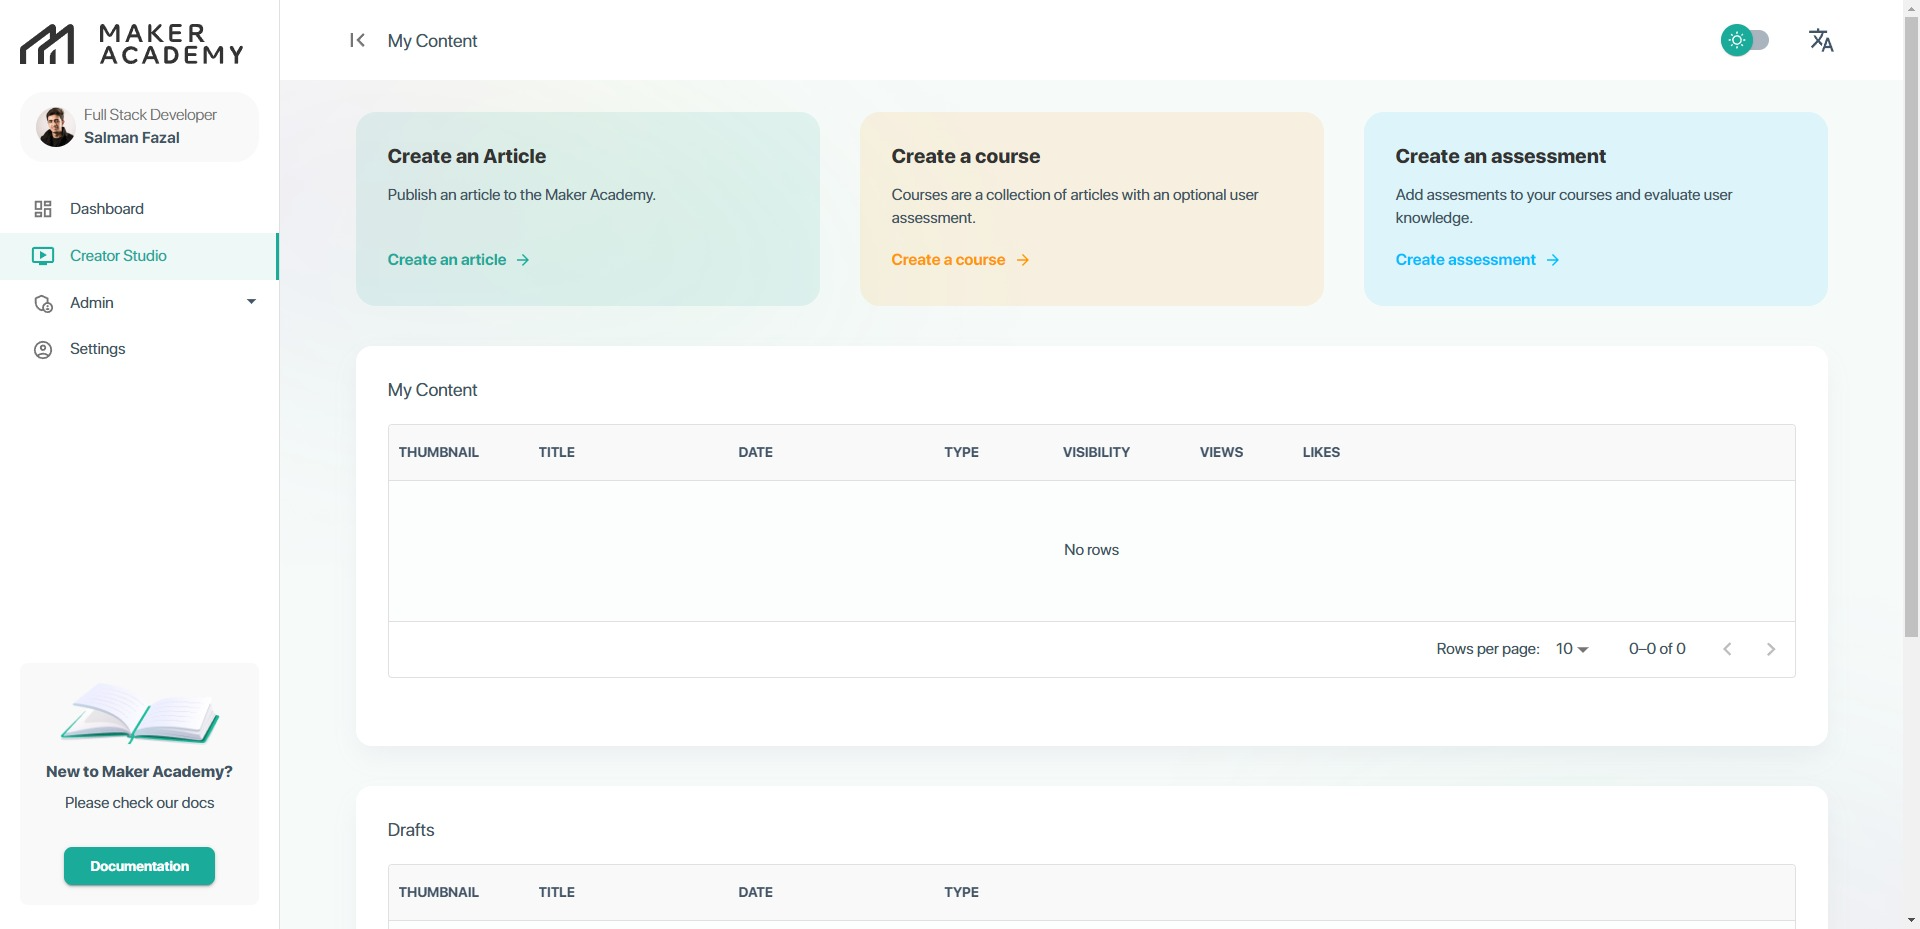 MAKER
ACADEMY
Full Stack Developer
Salman Fazal
Dashboard
Creator Studio
Admin
Settings
New to Maker Academy?
Please check our docs
Documentation
My Content
Create an Article
Publish an article to the Maker Academy.
Create an article
Create a course
Courses are a collection of articles with an optional user
assessment.
Create a course
Create an assessment
Add assesments to your courses and evaluate user
knowledge.
Create assessment
My Content
THUMBNAIL TITLE DATE TYPE VISIBILITY VIEWS LIKES
No rows
Rows per page: 10 0–0 of 0
Drafts
THUMBNAIL TITLE DATE TYPE